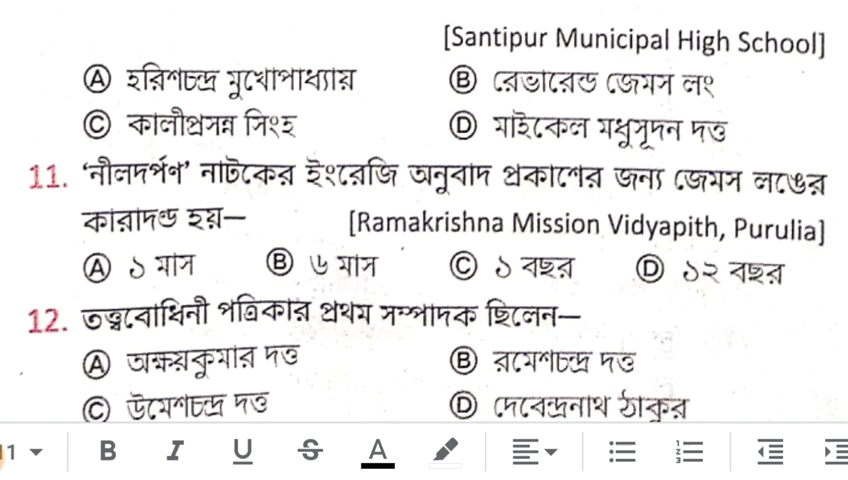 [Santipur Municipal High School]
Ⓐ হরিশচন্দ্র মুখোপাধ্যায় Ⓑ রেভারেন্ড জেমস লং
Ⓒ কালীপ্রসন্ন সিংহ Ⓓ মাইকেল মধুসূদন দত্ত
11. ‘নীলদর্পণ’ নাটকের ইংরেজি অনুবাদ প্রকাশের জন্য জেমস লঙের
কারাদণ্ড হয়— [Ramakrishna Mission Vidyapith, Purulia]
Ⓐ ১ মাস Ⓑ ৬ মাস Ⓒ ১ বছর Ⓓ ১২ বছর
12. তত্ত্ববোধিনী পত্রিকার প্রথম সম্পাদক ছিলেন—
Ⓐ অক্ষয়কুমার দত্ত Ⓑ রমেশচন্দ্র দত্ত
Ⓒ উমেশচন্দ্র দত্ত Ⓓ দেবেন্দ্রনাথ ঠাকুর
11 B I U S A